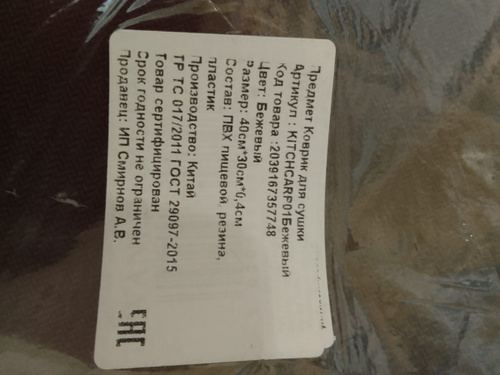 Предмет Коврик для сушки
Артикул : KITCHCARP01Бежевый
Код товара :2039167357748
Цвет: Бежевый
Размер: 40см*30см*0,4см
Состав: ПВХ пищевой, резина,
пластик
Производство: Китай
ТР ТС 017/2011 ГОСТ 29097-2015
Товар сертифицирован
Срок годности не ограничен
Продавец: ИП Смирнов А.В.
EAC